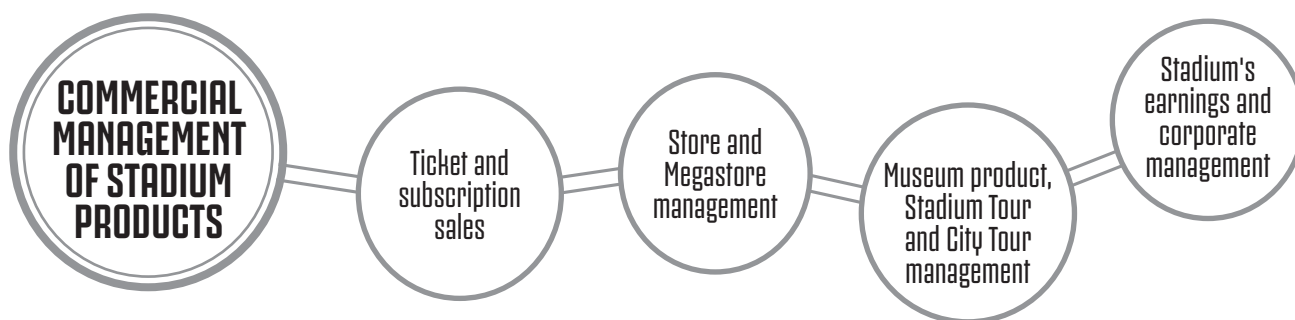 COMMERCIAL
MANAGEMENT
OF STADIUM
PRODUCTS
Ticket and
subscription
sales
Store and
Megastore
management
Museum product,
Stadium Tour
and City Tour
management
Stadium's
earnings and
corporate
management